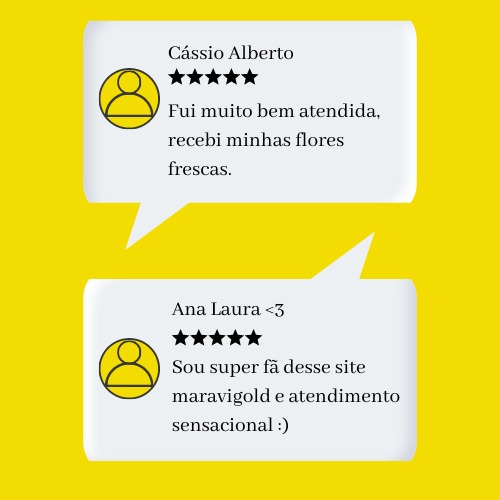 Cássio Alberto
★★★★★
Fui muito bem atendida,
recebi minhas flores
frescas.
Ana Laura <3
★★★★★
Sou super fã desse site
maravigold e atendimento
sensacional :)